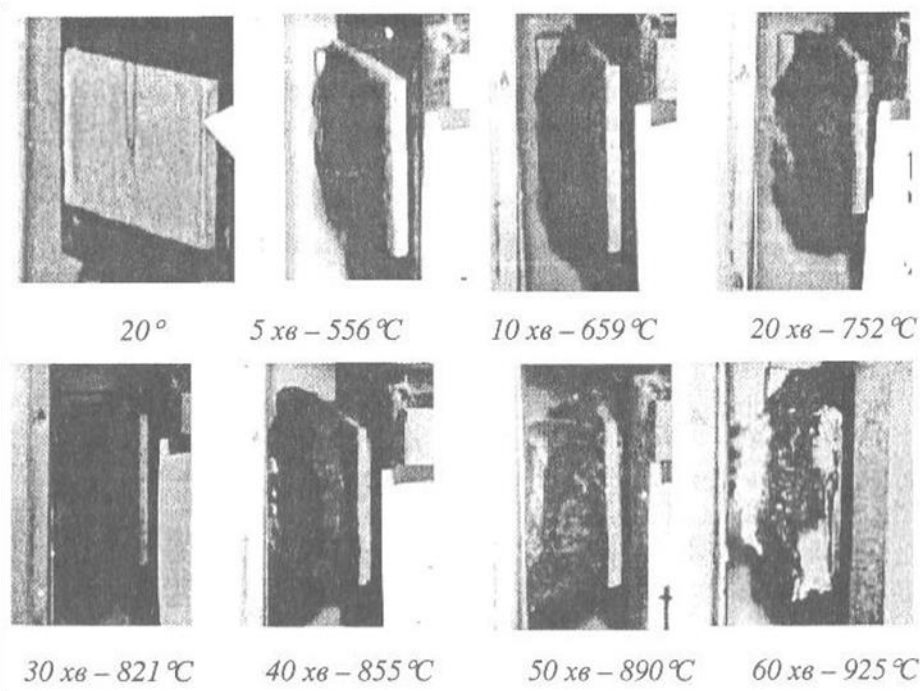 20°
5 хв – 556 °C
10 хв – 659 °C
20 хв – 752 °C
30 хв – 821 °C
40 хв – 855 °C
50 хв – 890 °C
60 хв – 925 °C